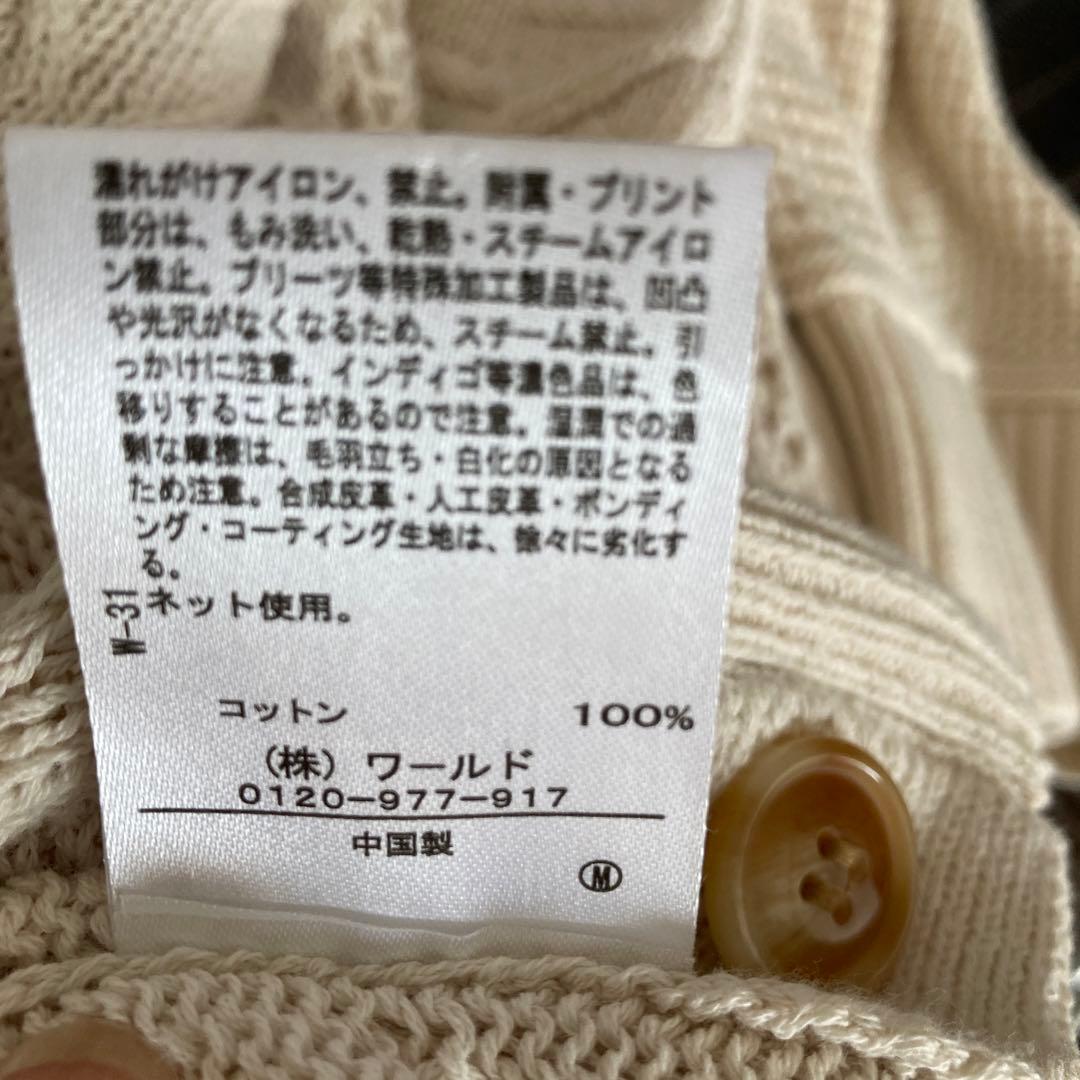 濡れがけアイロン、禁止。附属・プリント
部分は、もみ洗い、乾熱・スチームアイロ
ン禁止。プリーツ等特殊加工製品は、凹凸
や光沢がなくなるため、スチーム禁止。引
っかけに注意。インディゴ等濃色品は、色
移りすることがあるので注意。湿潤での過
剰な摩擦は、毛羽立ち・白化の原因となる
ため注意。合成皮革・人工皮革・ボンディ
ング・コーティング生地は、徐々に劣化す
る。
W-31
ネット使用。
コットン 100%
(株) ワールド
0120-977-917
中国製
Ⓜ